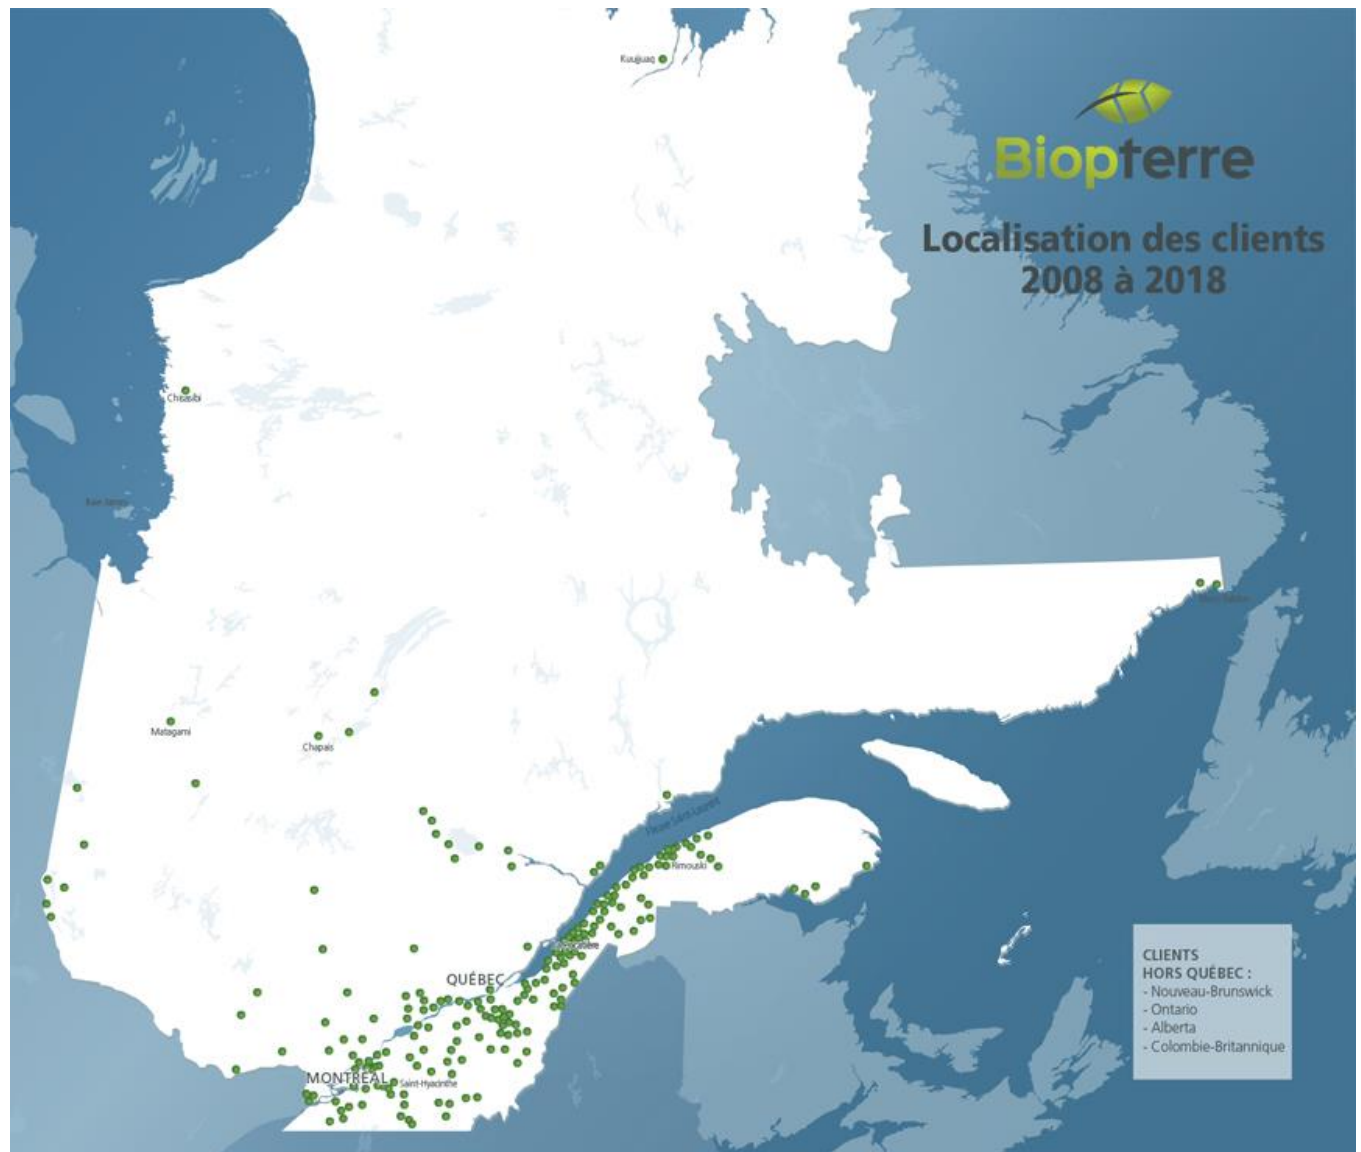 Kuujjuaq
Biopterre
Localisation des clients
2008 à 2018
Chisasibi
Matagami
Chapais
Fleuve Saint-Laurent
Rimouski
QUÉBEC
CLIENTS
HORS QUÉBEC :
- Nouveau-Brunswick
- Ontario
- Alberta
- Colombie-Britannique
MONTRÉAL
Saint-Hyacinthe